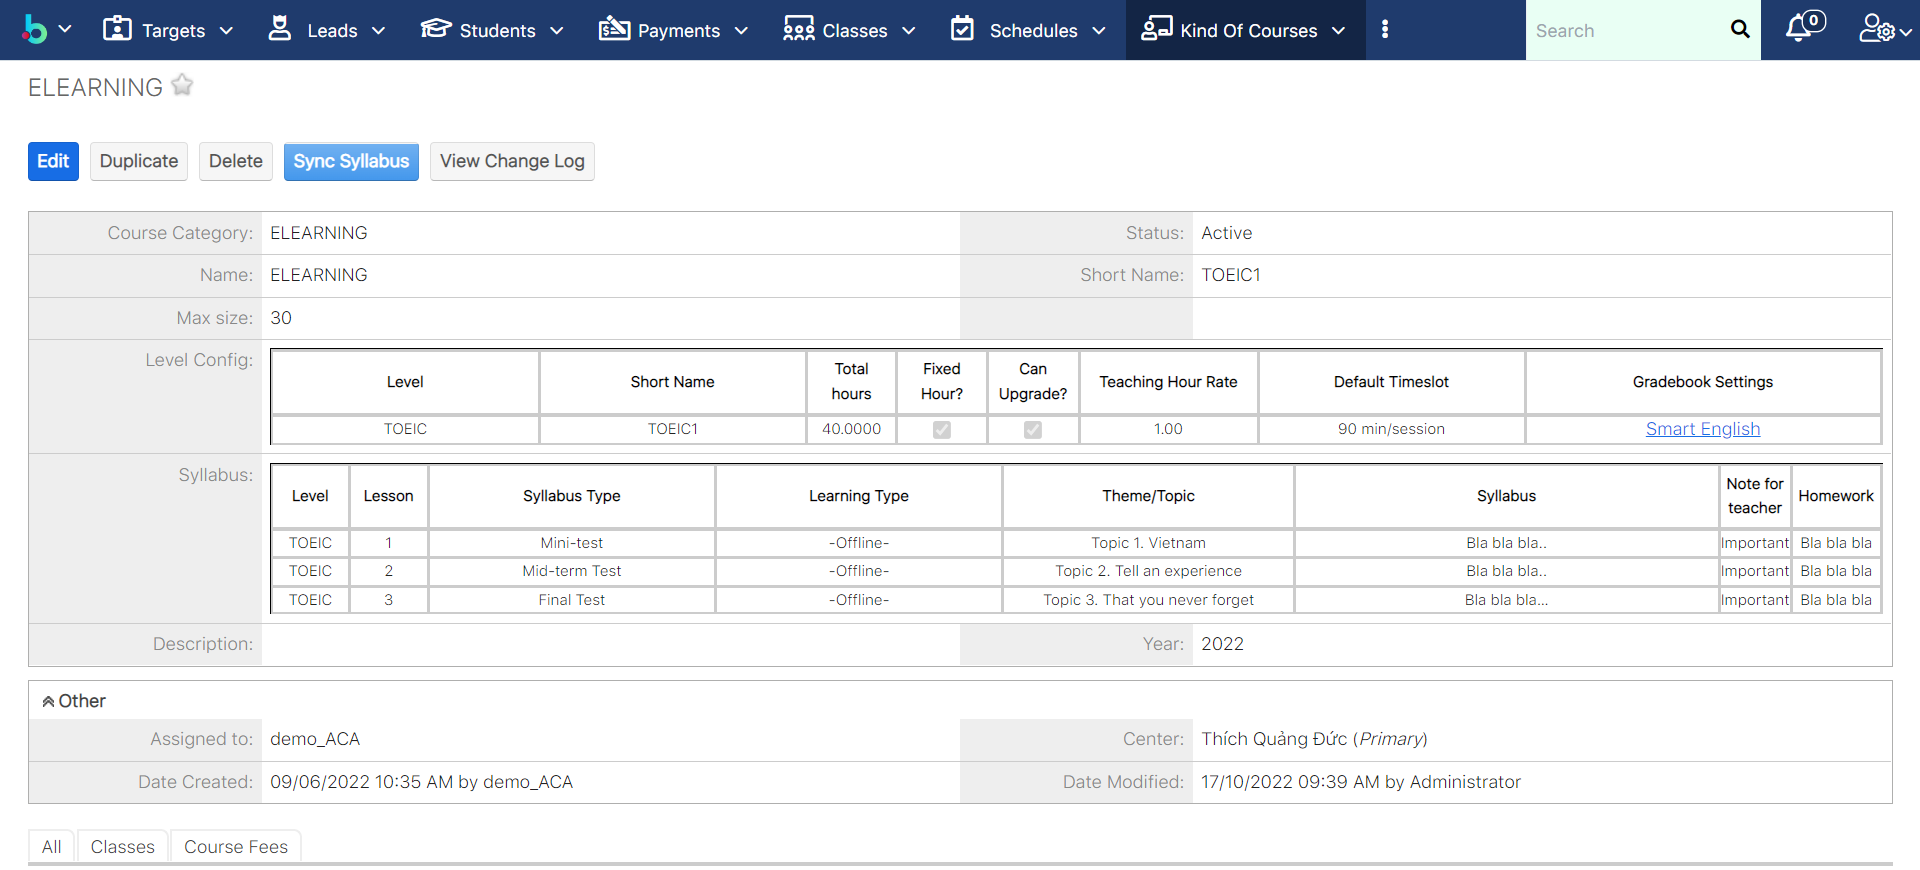 Targets Leads Students Payments Classes Schedules Kind Of Courses Search 0
ELEARNING
Edit Duplicate Delete Sync Syllabus View Change Log
Course Category: ELEARNING Status: Active
Name: ELEARNING Short Name: TOEIC1
Max size: 30
Level Config:
Level Short Name Total hours Fixed Hour? Can Upgrade? Teaching Hour Rate Default Timeslot Gradebook Settings
TOEIC TOEIC1 40.0000 1.00 90 min/session Smart English
Syllabus:
Level Lesson Syllabus Type Learning Type Theme/Topic Syllabus Note for teacher Homework
TOEIC 1 Mini-test -Offline- Topic 1. Vietnam Bla bla bla.. Important Bla bla bla
TOEIC 2 Mid-term Test -Offline- Topic 2. Tell an experience Bla bla bla.. Important Bla bla bla
TOEIC 3 Final Test -Offline- Topic 3. That you never forget Bla bla bla... Important Bla bla bla
Description: Year: 2022
Other
Assigned to: demo_ACA Center: Thích Quảng Đức (Primary)
Date Created: 09/06/2022 10:35 AM by demo_ACA Date Modified: 17/10/2022 09:39 AM by Administrator
All Classes Course Fees